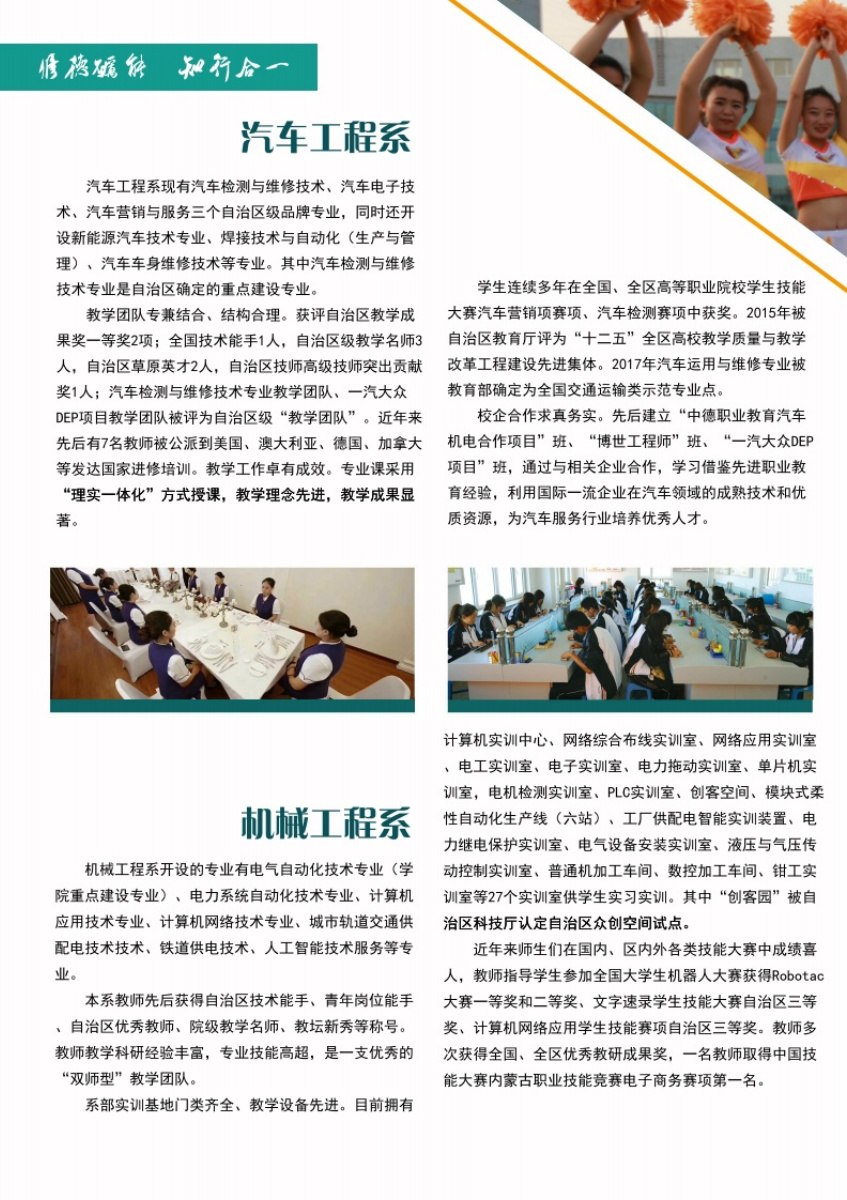 修德砺能 知行合一
汽车工程系
汽车工程系现有汽车检测与维修技术、汽车电子技
术、汽车营销与服务三个自治区级品牌专业，同时还开
设新能源汽车技术专业、焊接技术与自动化（生产与管
理）、汽车车身维修技术等专业。其中汽车检测与维修
技术专业是自治区确定的重点建设专业。
教学团队专兼结合、结构合理。获评自治区教学成
果奖一等奖2项；全国技术能手1人，自治区级教学名师3
人，自治区草原英才2人，自治区技师高级技师突出贡献
奖1人；汽车检测与维修技术专业教学团队、一汽大众
DEP项目教学团队被评为自治区级“教学团队”。近年来
先后有7名教师被公派到美国、澳大利亚、德国、加拿大
等发达国家进修培训。教学工作卓有成效。专业课采用
“理实一体化”方式授课，教学理念先进，教学成果显
著。
学生连续多年在全国、全区高等职业院校学生技能
大赛汽车营销项赛项、汽车检测赛项中获奖。2015年被
自治区教育厅评为“十二五”全区高校教学质量与教学
改革工程建设先进集体。2017年汽车运用与维修专业被
教育部确定为全国交通运输类示范专业点。
校企合作求真务实。先后建立“中德职业教育汽车
机电合作项目”班、“博世工程师”班、“一汽大众DEP
项目”班，通过与相关企业合作，学习借鉴先进职业教
育经验，利用国际一流企业在汽车领域的成熟技术和优
质资源，为汽车服务行业培养优秀人才。
机械工程系
机械工程系开设的专业有电气自动化技术专业（学
院重点建设专业）、电力系统自动化技术专业、计算机
应用技术专业、计算机网络技术专业、城市轨道交通供
配电技术技术、铁道供电技术、人工智能技术服务等专
业。
本系教师先后获得自治区技术能手、青年岗位能手
、自治区优秀教师、院级教学名师、教坛新秀等称号。
教师教学科研经验丰富，专业技能高超，是一支优秀的
“双师型”教学团队。
系部实训基地门类齐全、教学设备先进。目前拥有
计算机实训中心、网络综合布线实训室、网络应用实训室
、电工实训室、电子实训室、电力拖动实训室、单片机实
训室，电机检测实训室、PLC实训室、创客空间、模块式柔
性自动化生产线（六站）、工厂供配电智能实训装置、电
力继电保护实训室、电气设备安装实训室、液压与气压传
动控制实训室、普通机加工车间、数控加工车间、钳工实
训室等27个实训室供学生实习实训。其中“创客园”被自
治区科技厅认定自治区众创空间试点。
近年来师生们在国内、区内外各类技能大赛中成绩喜
人，教师指导学生参加全国大学生机器人大赛获得Robotac
大赛一等奖和二等奖、文字速录学生技能大赛自治区三等
奖、计算机网络应用学生技能赛项自治区三等奖。教师多
次获得全国、全区优秀教研成果奖，一名教师取得中国技
能大赛内蒙古职业技能竞赛电子商务赛项第一名。